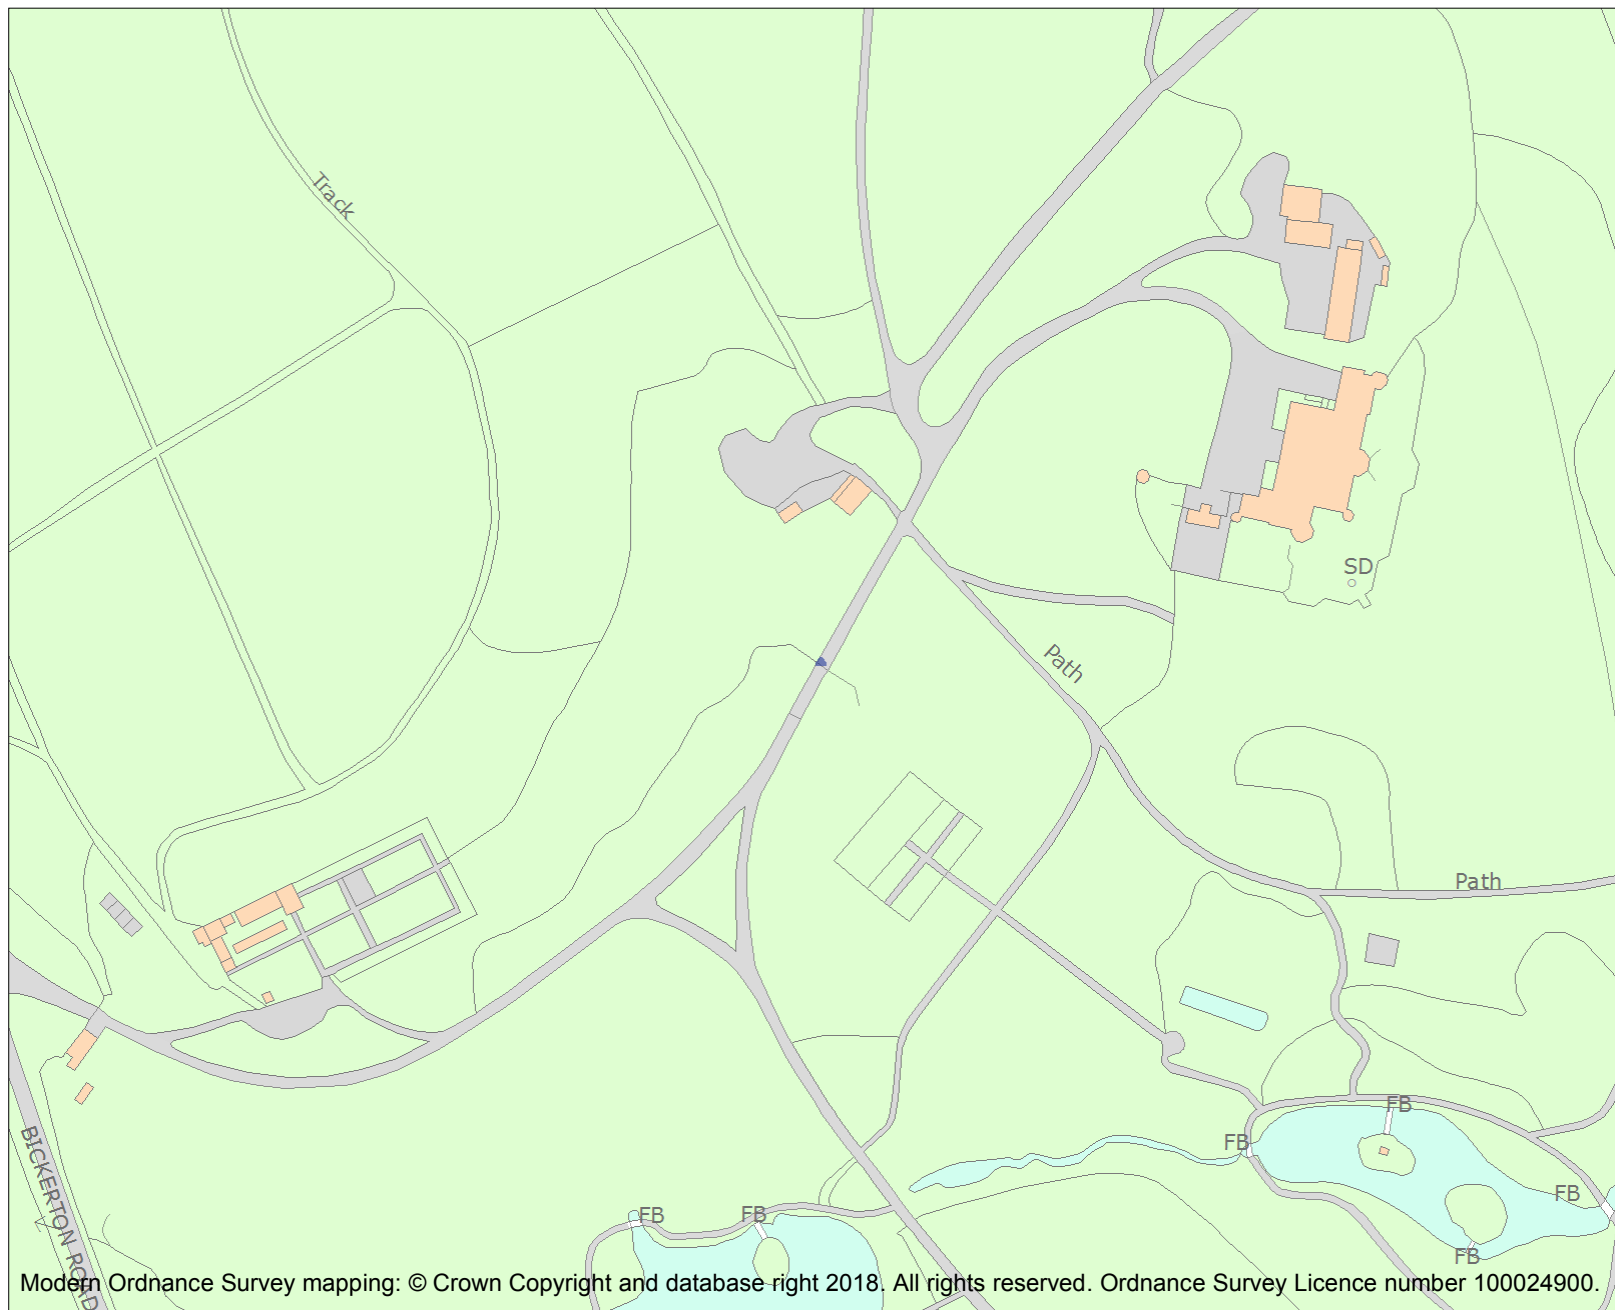 Track
SD
Path
Path
FB
FB
FB
FB
FB
FB
BICKERTON ROAD
Modern Ordnance Survey mapping: © Crown Copyright and database right 2018. All rights reserved. Ordnance Survey Licence number 100024900.